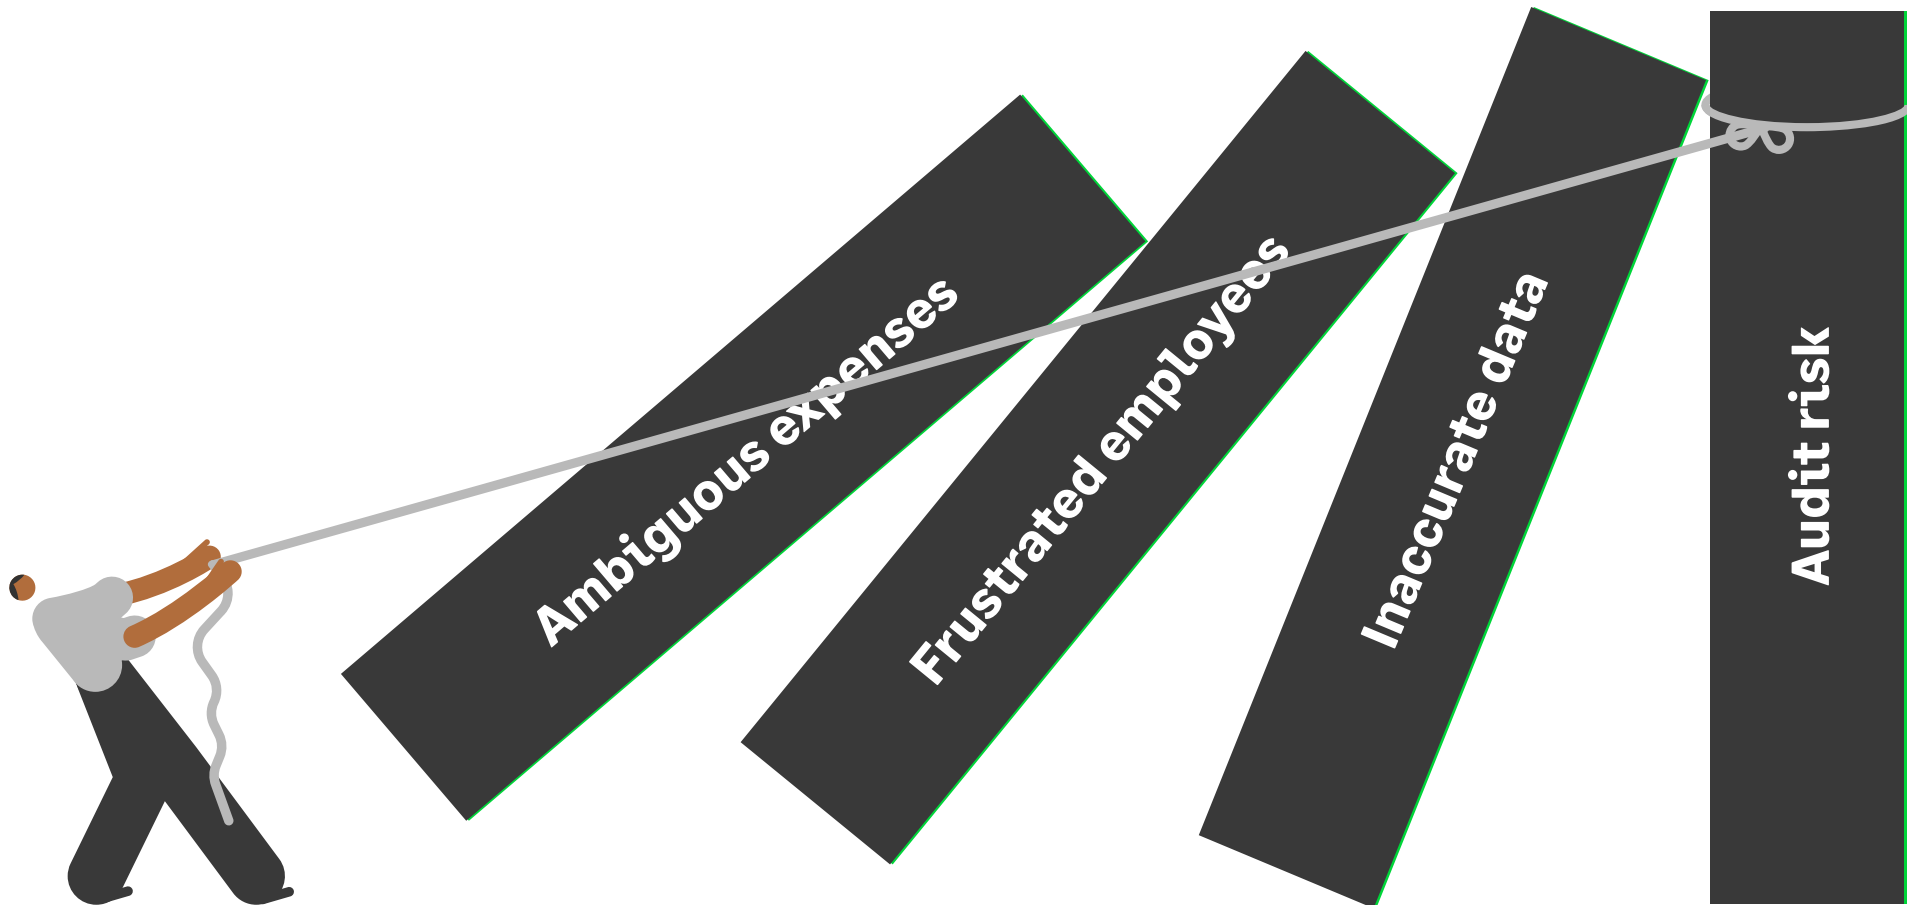 Ambiguous expenses
Frustrated employees
Inaccurate data
Audit risk